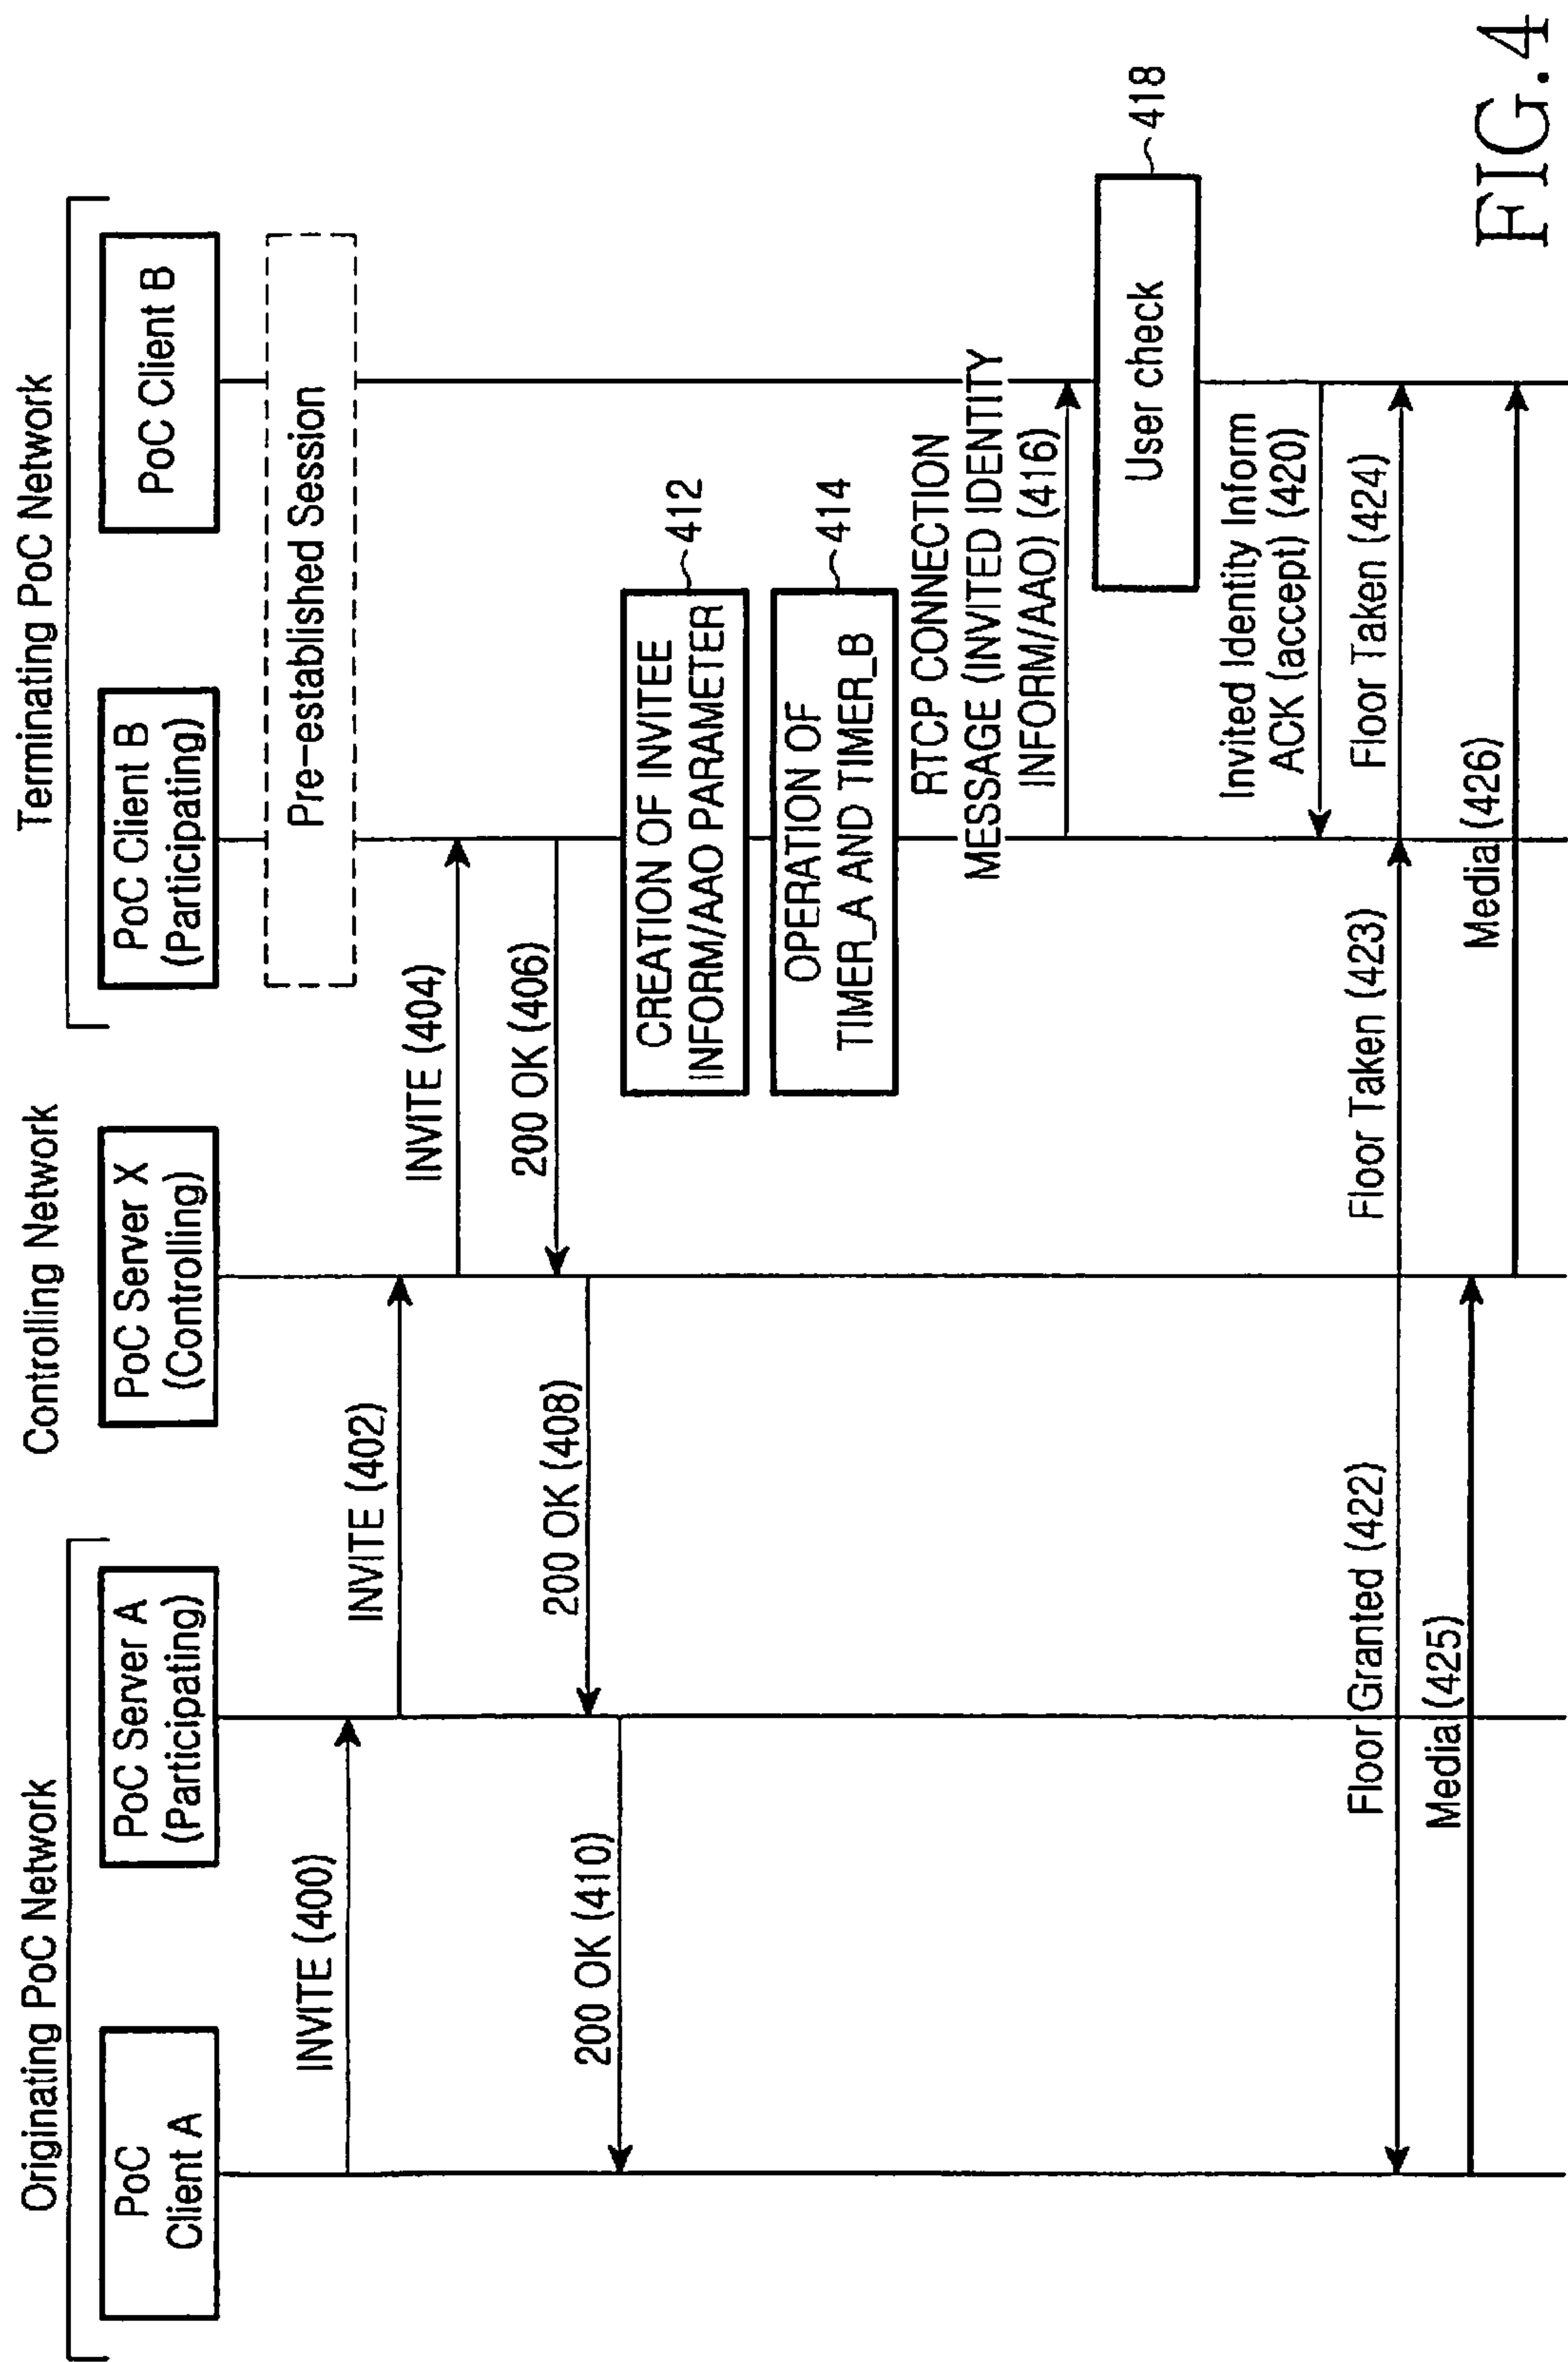 Originating PoC Network
Controlling Network
Terminating PoC Network
PoC
Client A
PoC Server A
(Participating)
PoC Server X
(Controlling)
PoC Client B
(Participating)
PoC Client B
Pre-established Session
INVITE (400)
INVITE (402)
INVITE (404)
200 OK (406)
200 OK (408)
200 OK (410)
CREATION OF INVITEE
INFORM/AAO PARAMETER
412
OPERATION OF
TIMER_A AND TIMER_B
414
RTCP CONNECTION
MESSAGE (INVITED IDENTITY
INFORM/AAO) (416)
User check
418
Invited Identity Inform
ACK (accept) (420)
Floor Granted (422)
Floor Taken (423)
Floor Taken (424)
Media (425)
Media (426)
FIG.4